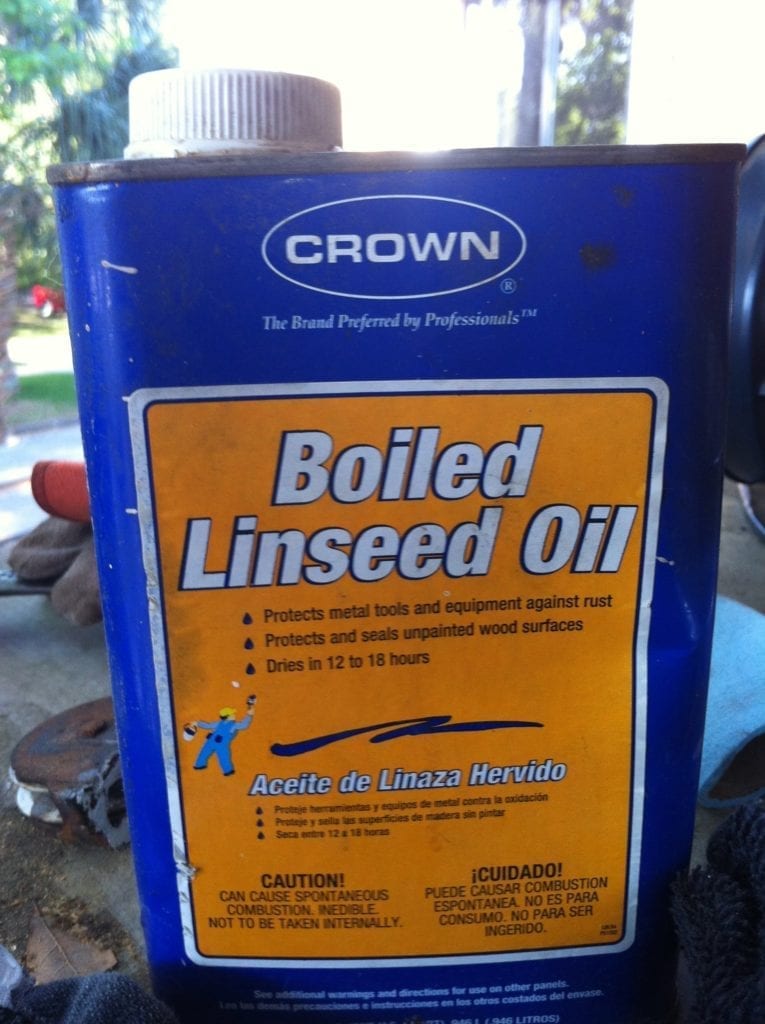 CROWN®
The Brand Preferred by Professionals™
Boiled
Linseed Oil
Protects metal tools and equipment against rust
Protects and seals unpainted wood surfaces
Dries in 12 to 18 hours
Aceite de Linaza Hervido
Proteje herramientas y equipos de metal contra la oxidación
Proteje y sella las superficies de madera sin pintar
Seca entre 12 a 18 horas
CAUTION!
CAN CAUSE SPONTANEOUS
COMBUSTION. INEDIBLE.
NOT TO BE TAKEN INTERNALLY.
¡CUIDADO!
PUEDE CAUSAR COMBUSTION
ESPONTANEA. NO ES PARA
CONSUMO. NO PARA SER
INGERIDO.
See additional warnings and directions for use on other panels.
Lea las demás precauciones e instrucciones en los otros costados del envase.
(.946 LITROS)